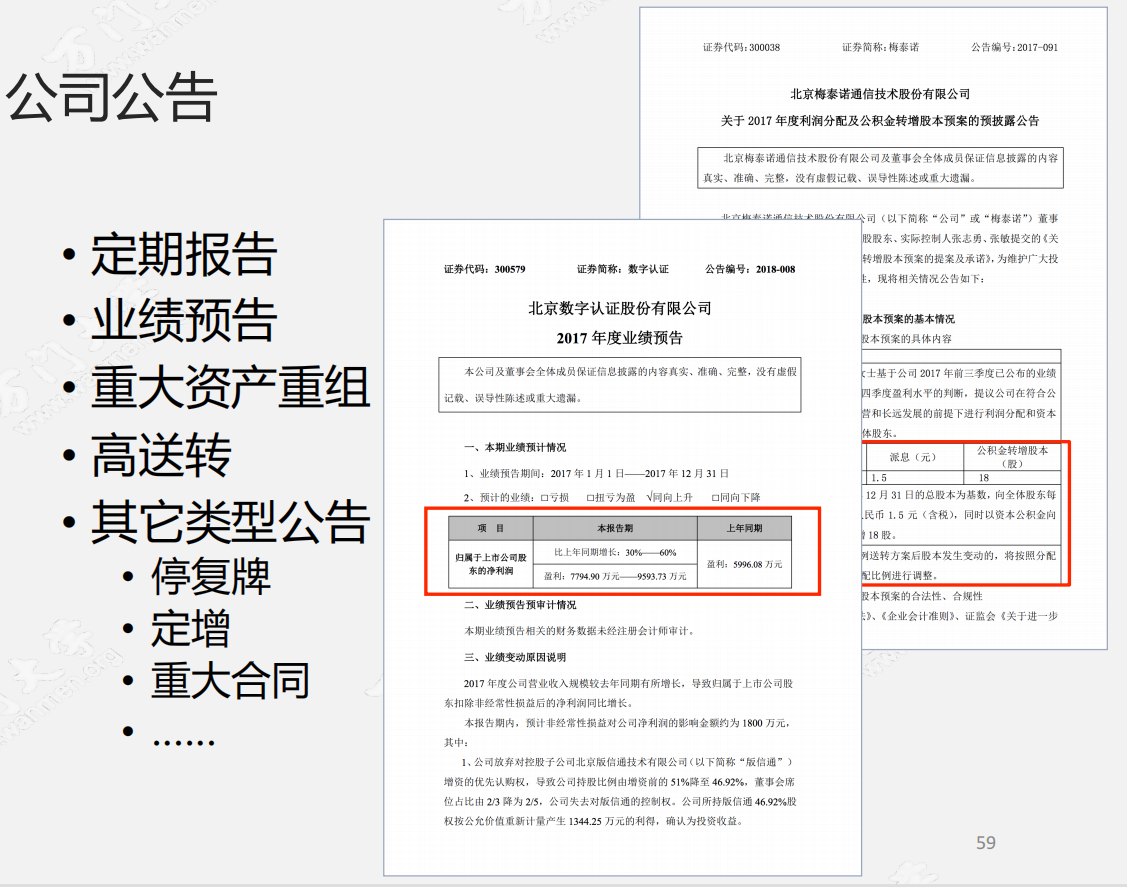 公司公告
• 定期报告
• 业绩预告
• 重大资产重组
• 高送转
• 其它类型公告
• 停复牌
• 定增
• 重大合同
• ……
证券代码：300038 证券简称：梅泰诺 公告编号：2017-091
北京梅泰诺通信技术股份有限公司
关于 2017 年度利润分配及公积金转增股本预案的预披露公告
北京梅泰诺通信技术股份有限公司及董事会全体成员保证信息披露的内容
真实、准确、完整，没有虚假记载、误导性陈述或重大遗漏。
北京梅泰诺通信技术股份有限公司（以下简称“公司”或“梅泰诺”）董事
股股东、实际控制人张志勇、张敏提交的《关
转增股本预案的提案及承诺》，为维护广大投
性，现将相关情况公告如下：
股本预案的基本情况
股本预案的具体内容
女士基于公司 2017 年前三季度已公布的业绩
四季度盈利水平的判断，提议公司在符合公
营和长远发展的前提下进行利润分配和资本
体股东。
派息（元） 公积金转增股本
（股）
1.5 18
12 月 31 日的总股本为基数，向全体股东每
民币 1.5 元（含税），同时以资本公积金向
增 18 股。
例送转方案后股本发生变动的，将按照分配
配比例进行调整。
股本预案的合法性、合规性
》、《企业会计准则》、证监会《关于进一步
证券代码：300579 证券简称：数字认证 公告编号：2018-008
北京数字认证股份有限公司
2017 年度业绩预告
本公司及董事会全体成员保证信息披露的内容真实、准确、完整，没有虚假
记载、误导性陈述或重大遗漏。
一、本期业绩预计情况
1、业绩预告期间：2017 年 1 月 1 日——2017 年 12 月 31 日
2、预计的业绩：□亏损 □扭亏为盈 √同向上升 □同向下降
项 目 本报告期 上年同期
归属于上市公司股
东的净利润
比上年同期增长：30%——60%
盈利：7794.90 万元——9593.73 万元
盈利：5996.08 万元
二、业绩预告预审计情况
本期业绩预告相关的财务数据未经注册会计师审计。
三、业绩变动原因说明
2017 年度公司营业收入规模较去年同期有所增长，导致归属于上市公司股
东扣除非经常性损益后的净利润同比增长。
本报告期内，预计非经常性损益对公司净利润的影响金额约为 1800 万元，
其中：
1、公司放弃对控股子公司北京版信通技术有限公司（以下简称“版信通”）
增资的优先认购权，导致公司持股比例由增资前的 51%降至 46.92%，董事会席
位占比由 2/3 降为 2/5，公司失去对版信通的控制权。公司所持版信通 46.92%股
权按公允价值重新计量产生 1344.25 万元的利得，确认为投资收益。
59